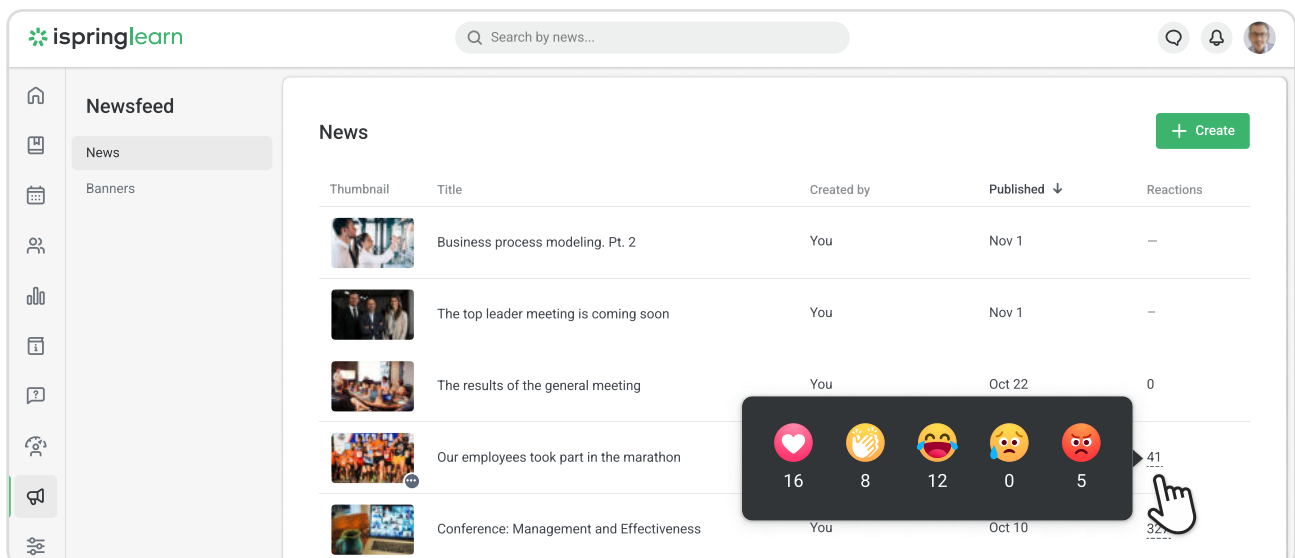 ispringlearn
Search by news...
Newsfeed
News
Banners
News
Create
Thumbnail Title Created by Published Reactions
Business process modeling. Pt. 2 You Nov 1 –
The top leader meeting is coming soon You Nov 1 –
The results of the general meeting You Oct 22 0
Our employees took part in the marathon 41
16 8 12 0 5
Conference: Management and Effectiveness You Oct 10